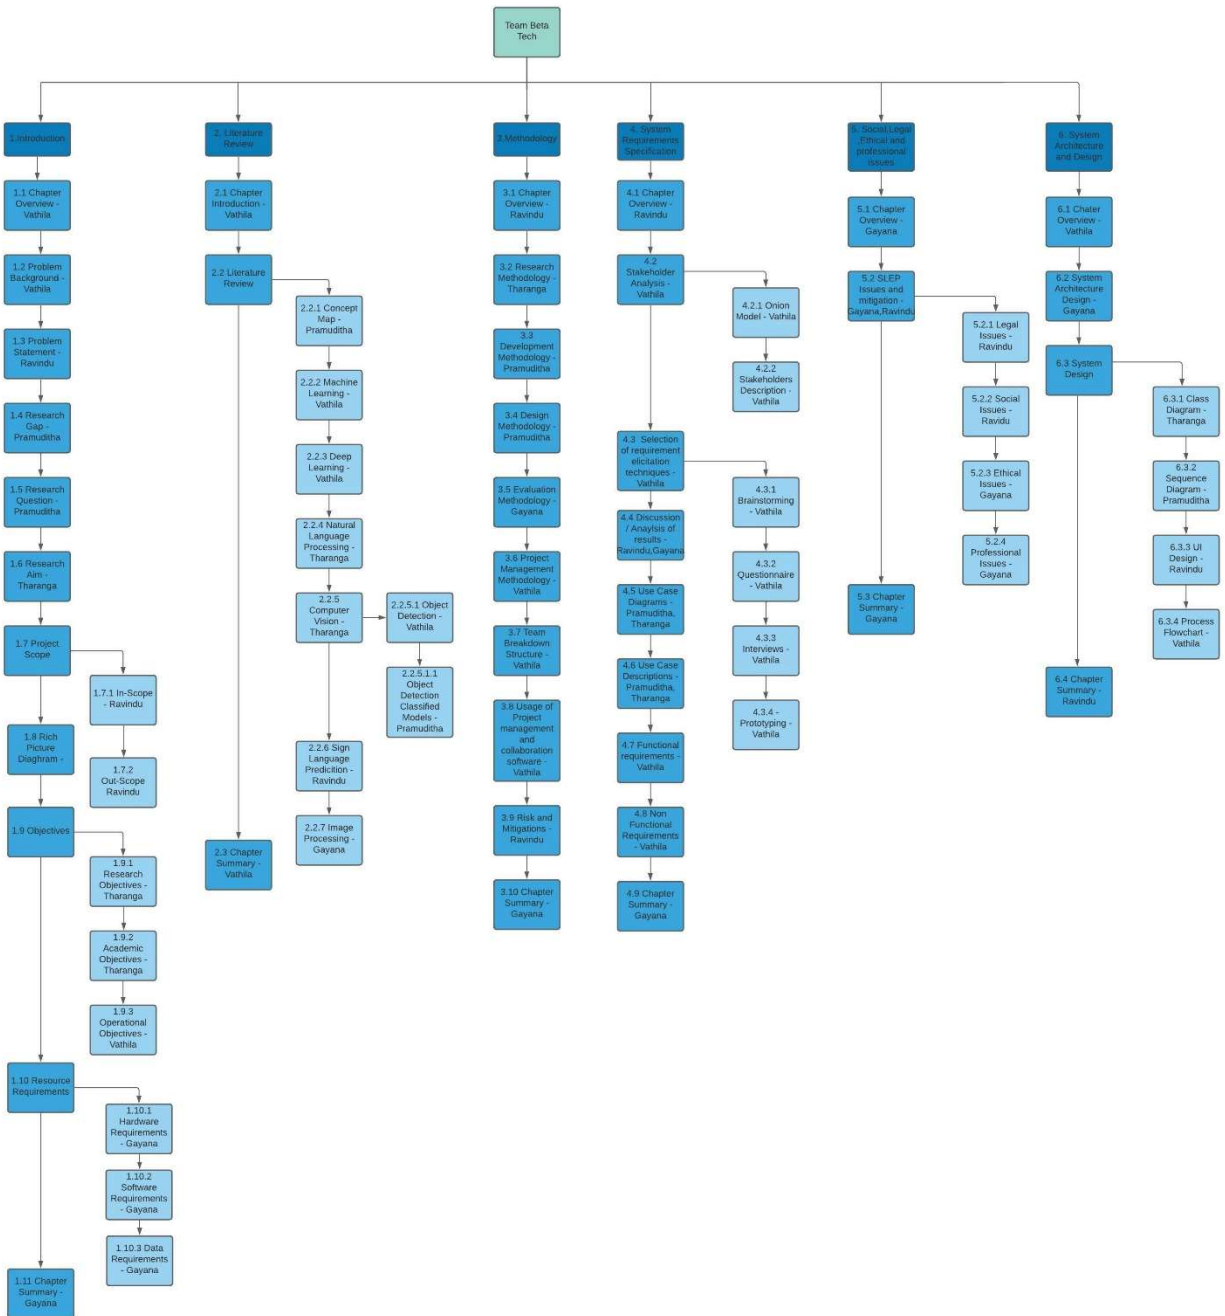 Team Beta
Tech
1.Introduction
1.1 Chapter
Overview -
Vathila
1.2 Problem
Background -
Vathila
1.3 Problem
Statement -
Ravindu
1.4 Research
Gap -
Pramuditha
1.5 Research
Question -
Pramuditha
1.6 Research
Aim -
Tharanga
1.7 Project
Scope
1.7.1 In-Scope
- Ravindu
1.7.2
Out-Scope
Ravindu
1.8 Rich
Picture
Diaghram -
1.9 Objectives
1.9.1
Research
Objectives -
Tharanga
1.9.2
Academic
Objectives -
Tharanga
1.9.3
Operational
Objectives -
Vathila
1.10 Resource
Requirements
1.10.1
Hardware
Requirements
- Gayana
1.10.2
Software
Requirements
- Gayana
1.10.3 Data
Requirements
- Gayana
1.11 Chapter
Summary -
Gayana
2. Literature
Review
2.1 Chapter
Introduction -
Vathila
2.2 Literature
Review
2.2.1 Concept
Map -
Pramuditha
2.2.2 Machine
Learning -
Vathila
2.2.3 Deep
Learning -
Vathila
2.2.4 Natural
Language
Processing -
Tharanga
2.2.5
Computer
Vision -
Tharanga
2.2.5.1 Object
Detection -
Vathila
2.2.5.1.1
Object
Detection
Classified
Models -
Pramuditha
2.2.6 Sign
Language
Predicition -
Ravindu
2.2.7 Image
Processing -
Gayana
2.3 Chapter
Summary -
Vathila
3.Methodology
3.1 Chapter
Overview -
Ravindu
3.2 Research
Methodology -
Tharanga
3.3
Development
Methodology -
Pramuditha
3.4 Design
Methodology -
Pramuditha
3.5 Evaluation
Methodology -
Gayana
3.6 Project
Management
Methodology -
Vathila
3.7 Team
Breakdown
Structure -
Vathila
3.8 Usage of
Project
management
and
collaboration
software -
Vathila
3.9 Risk and
Mitigations -
Ravindu
3.10 Chapter
Summary -
Gayana
4. System
Requirements
Specification
4.1 Chapter
Overview -
Ravindu
4.2
Stakeholder
Analysis -
Vathila
4.2.1 Onion
Model - Vathila
4.2.2
Stakeholders
Description -
Vathila
4.3 Selection
of requirement
elicitation
techniques -
Vathila
4.3.1
Brainstorming
- Vathila
4.3.2
Questionnaire
- Vathila
4.3.3
Interviews -
Vathila
4.3.4 -
Prototyping -
Vathila
4.4 Discussion
/ Anaylsis of
results -
Ravindu,Gayana
4.5 Use Case
Diagrams -
Pramuditha,
Tharanga
4.6 Use Case
Descriptions -
Pramuditha,
Tharanga
4.7 Functional
requirements -
Vathila
4.8 Non
Functional
Requirements -
Vathila
4.9 Chapter
Summary -
Gayana
5. Social,Legal
,Ethical and
professional
issues
5.1 Chapter
Overview -
Gayana
5.2 SLEP
Issues and
mitigation -
Gayana,Ravindu
5.2.1 Legal
Issues -
Ravindu
5.2.2 Social
Issues -
Ravidu
5.2.3 Ethical
Issues -
Gayana
5.2.4
Professional
Issues -
Gayana
5.3 Chapter
Summary -
Gayana
6. System
Architecture
and Design
6.1 Chater
Overview -
Vathila
6.2 System
Architecture
Design -
Gayana
6.3 System
Design
6.3.1 Class
Diagram -
Tharanga
6.3.2
Sequence
Diagram -
Pramuditha
6.3.3 UI
Design -
Ravindu
6.3.4 Process
Flowchart -
Vathila
6.4 Chapter
Summary -
Ravindu